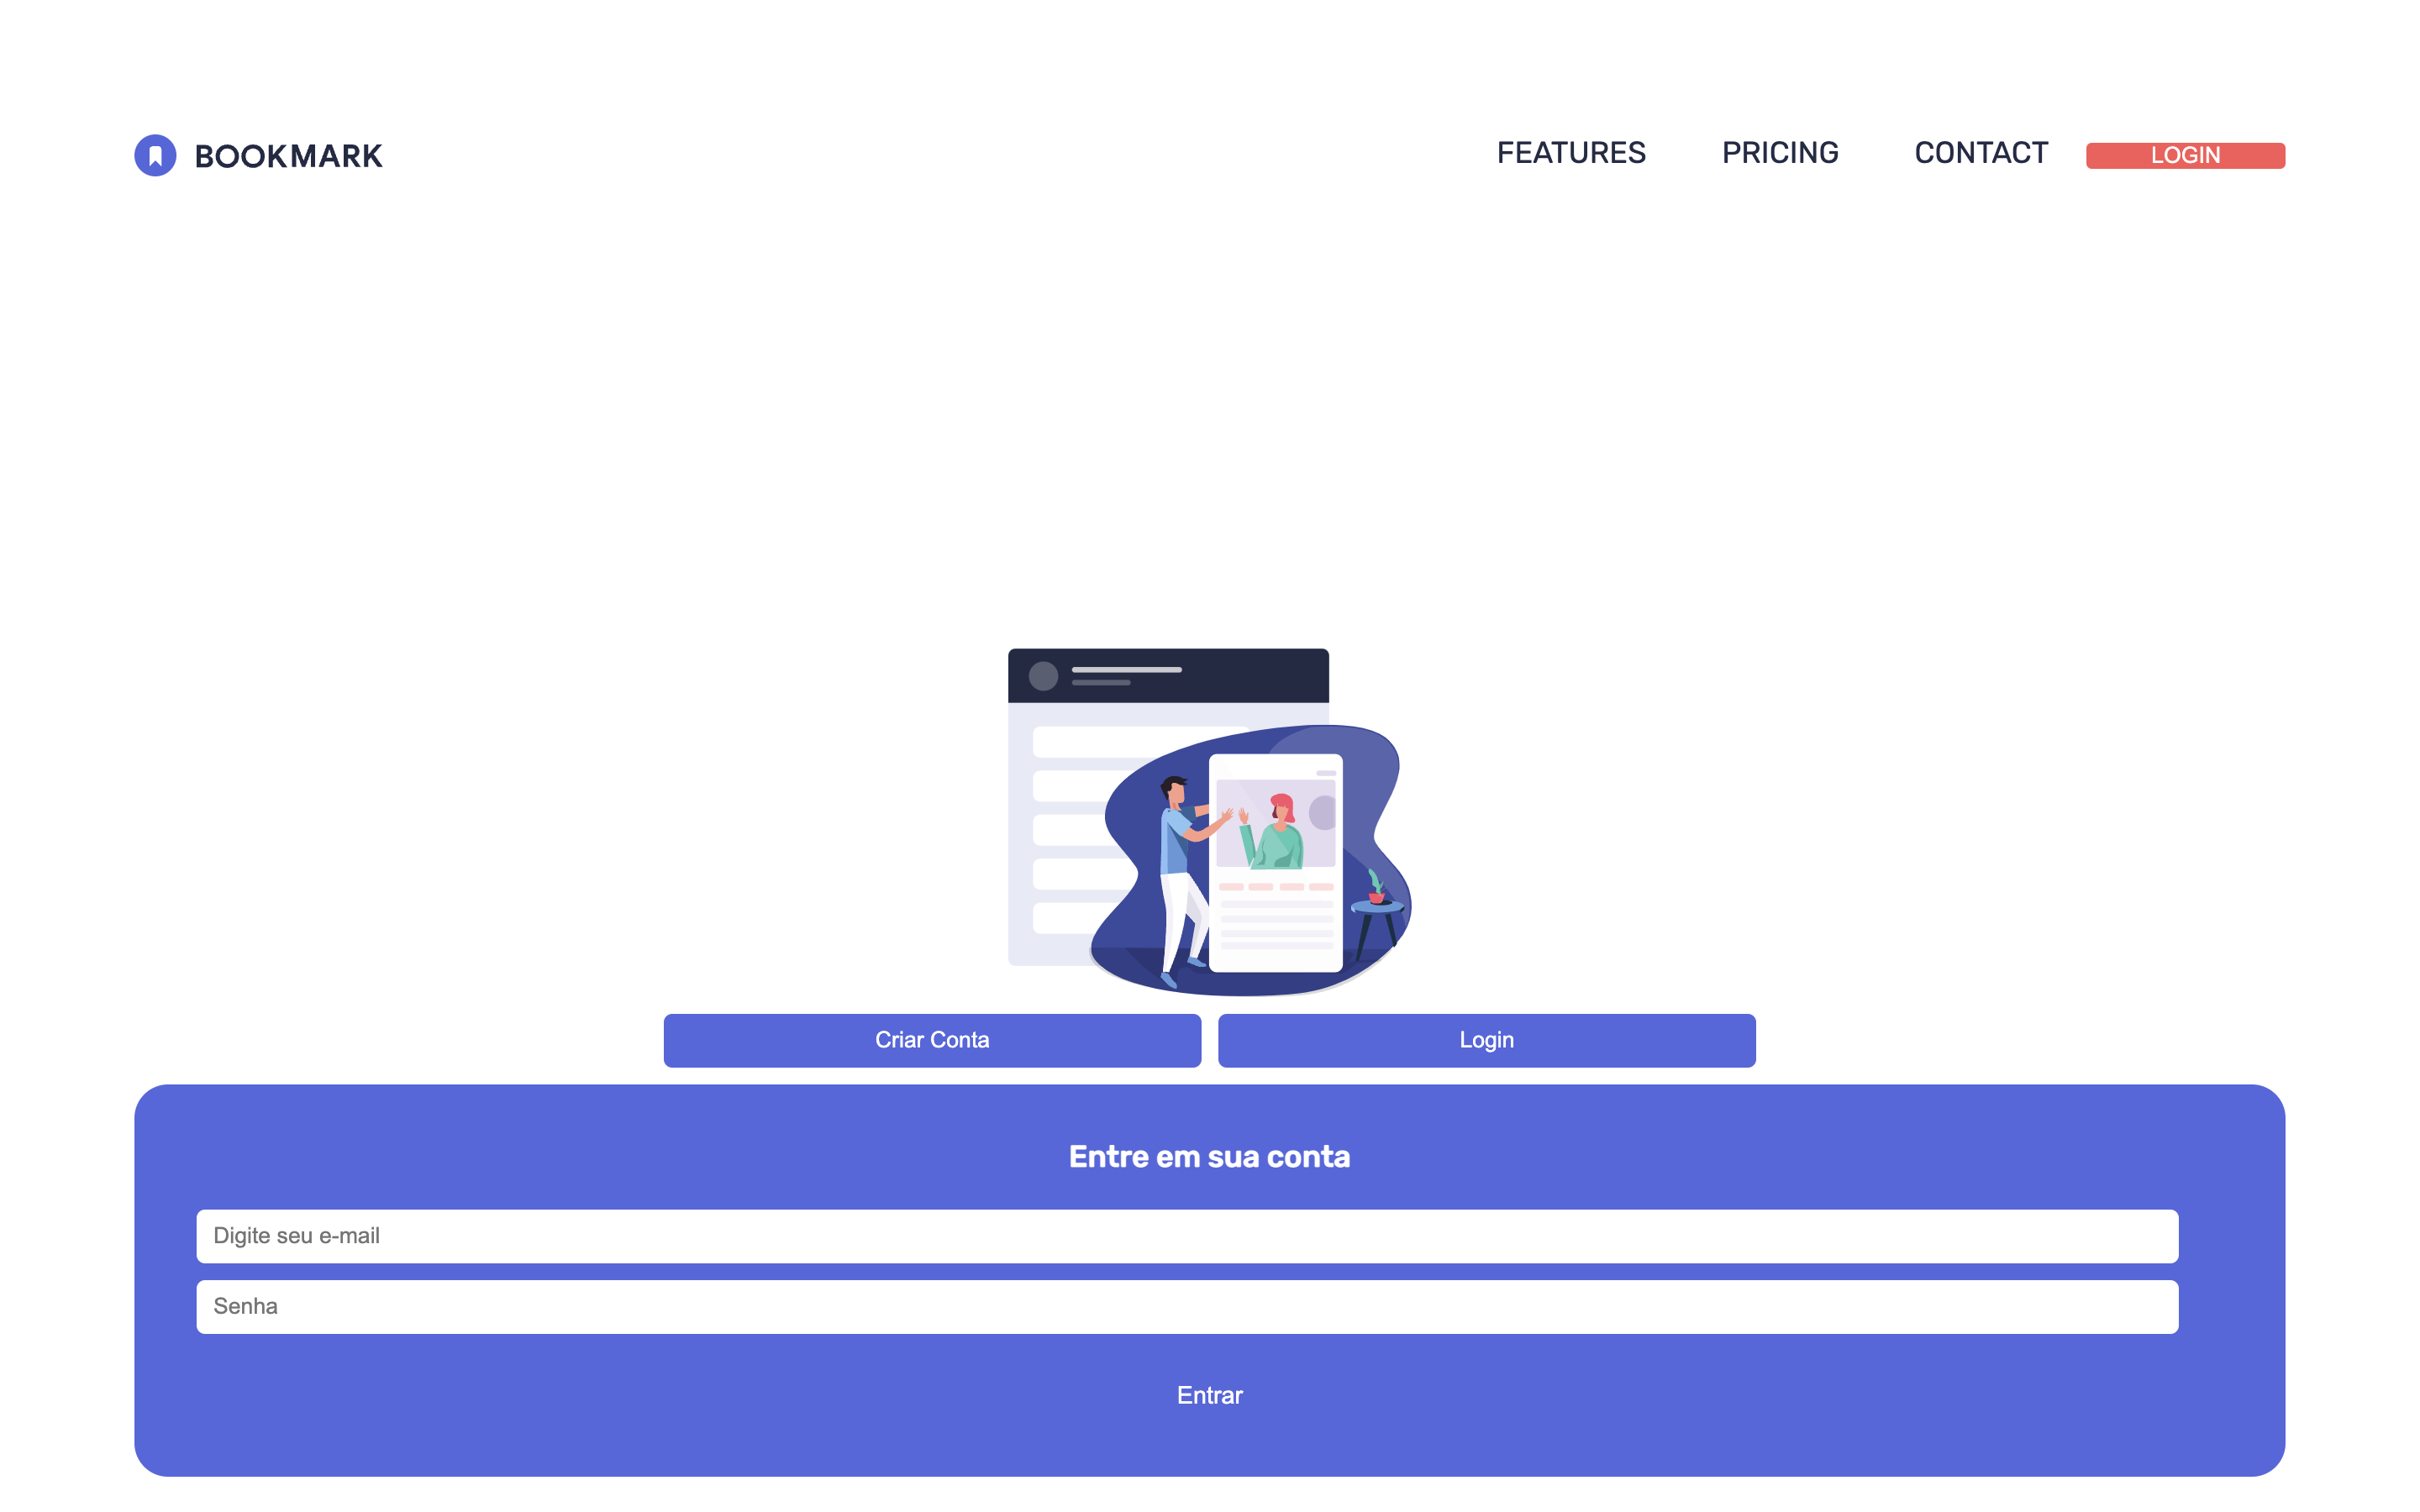 BOOKMARK
FEATURES PRICING CONTACT LOGIN
Criar Conta Login
Entre em sua conta
Digite seu e-mail
Senha
Entrar